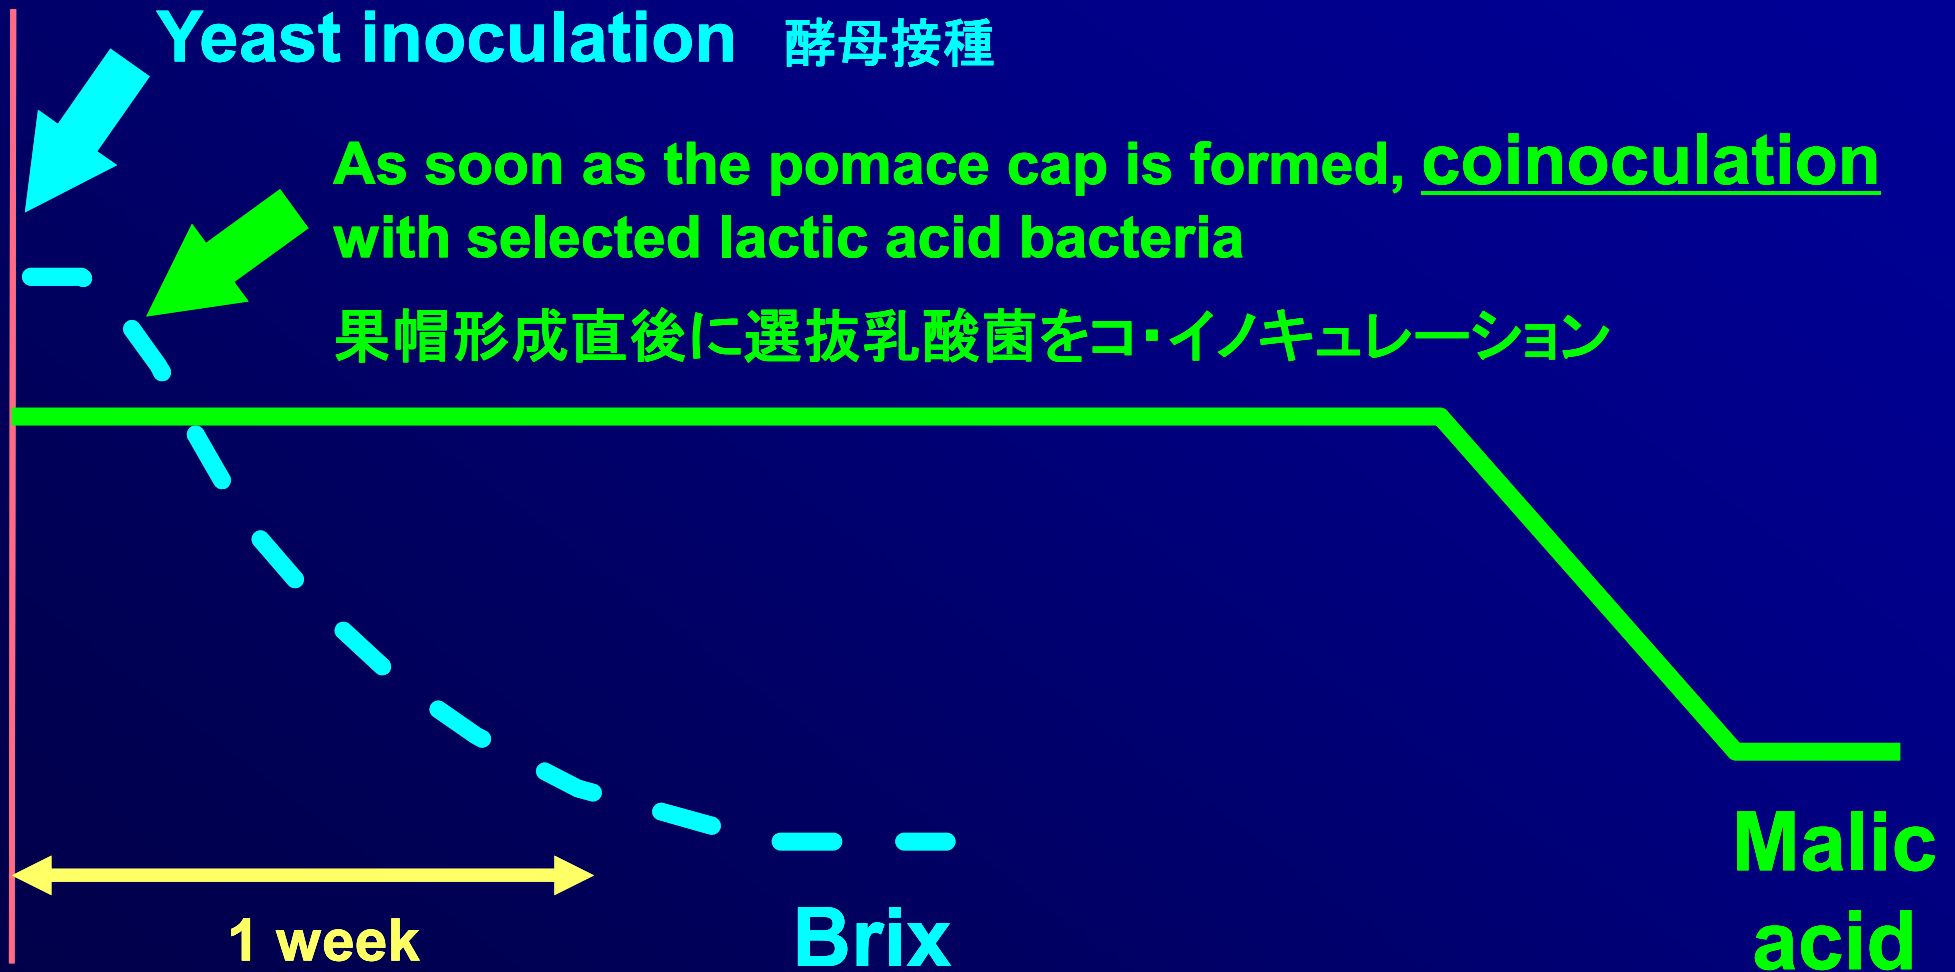 Yeast inoculation 酵母接種
As soon as the pomace cap is formed, coinoculation
with selected lactic acid bacteria
果帽形成直後に選抜乳酸菌をコ・イノキュレーション
1 week
Brix
Malic
acid